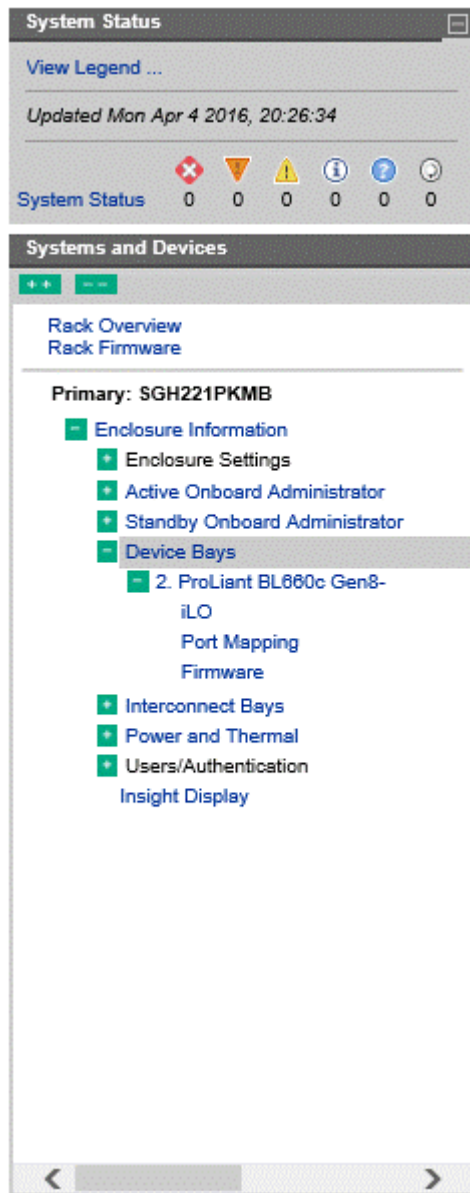 System Status
View Legend ...
Updated Mon Apr 4 2016, 20:26:34
System Status 0 0 0 0 0 0
Systems and Devices
Rack Overview
Rack Firmware
Primary: SGH221PKMB
Enclosure Information
Enclosure Settings
Active Onboard Administrator
Standby Onboard Administrator
Device Bays
2. ProLiant BL660c Gen8-
iLO
Port Mapping
Firmware
Interconnect Bays
Power and Thermal
Users/Authentication
Insight Display